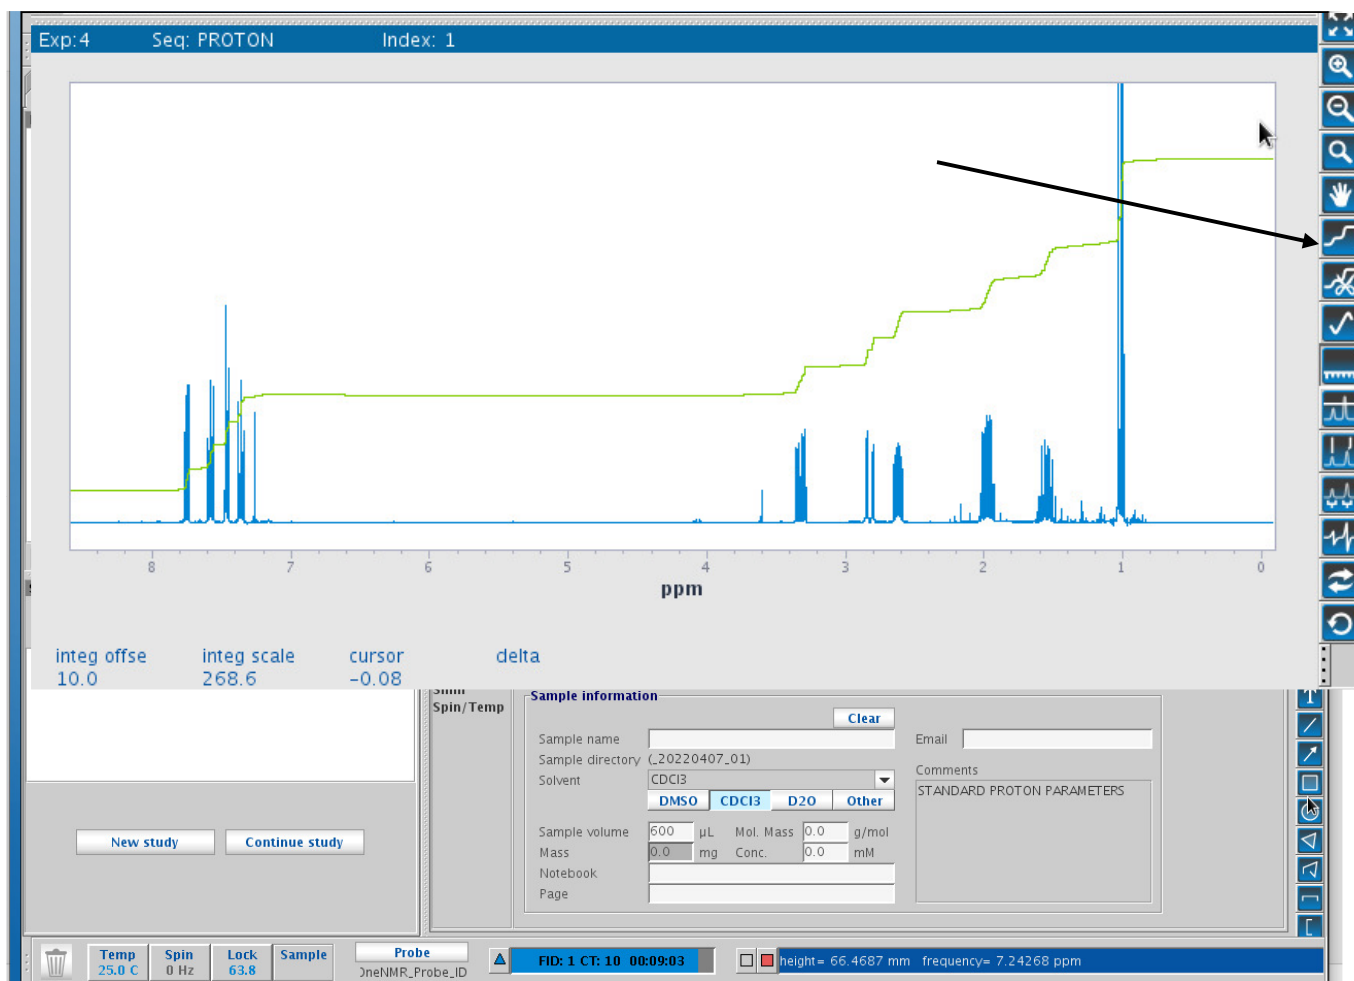 Exp:4 Seq: PROTON Index: 1
8 7 6 5 4 3 2 1 0
ppm
integ offse integ scale cursor delta
10.0 268.6 -0.08
Spin/Temp
Sample information
Clear
Sample name Email
Sample directory (_20220407_01)
Solvent CDCl3 Comments
STANDARD PROTON PARAMETERS
DMSO CDCl3 D2O Other
New study Continue study
Sample volume 600 µL Mol. Mass 0.0 g/mol
Mass 0.0 mg Conc. 0.0 mM
Notebook
Page
Temp Spin Lock Sample Probe
25.0 C 0 Hz 63.8 OneNMR_Probe_ID
FID: 1 CT: 10 00:09:03 height= 66.4687 mm frequency= 7.24268 ppm